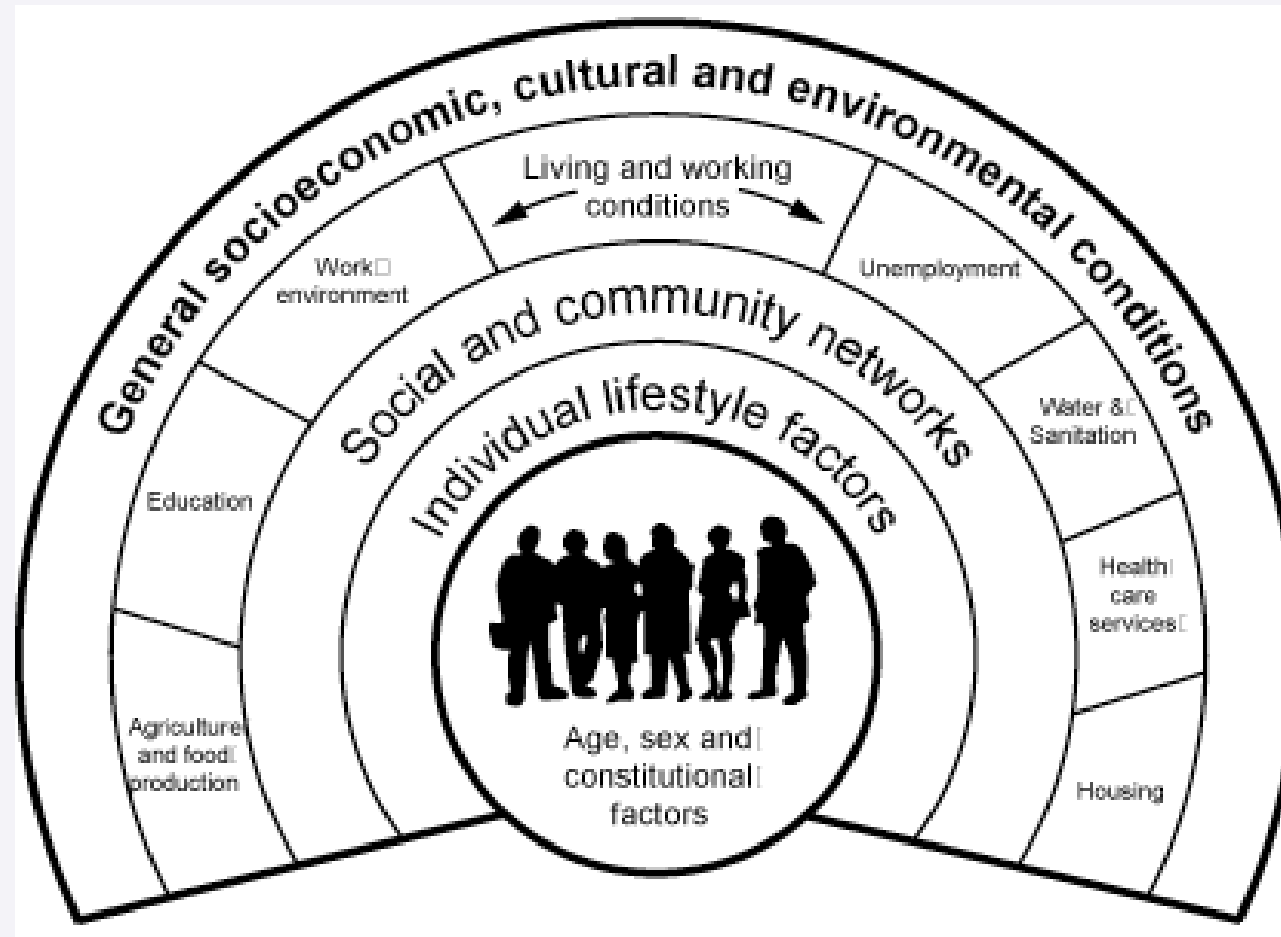 General socioeconomic, cultural and environmental conditions
Living and working
conditions
Work
environment
Unemployment
Education
Water &
Sanitation
Agriculture
and food
production
Health
care
services
Housing
Social and community networks
Individual lifestyle factors
Age, sex and
constitutional
factors